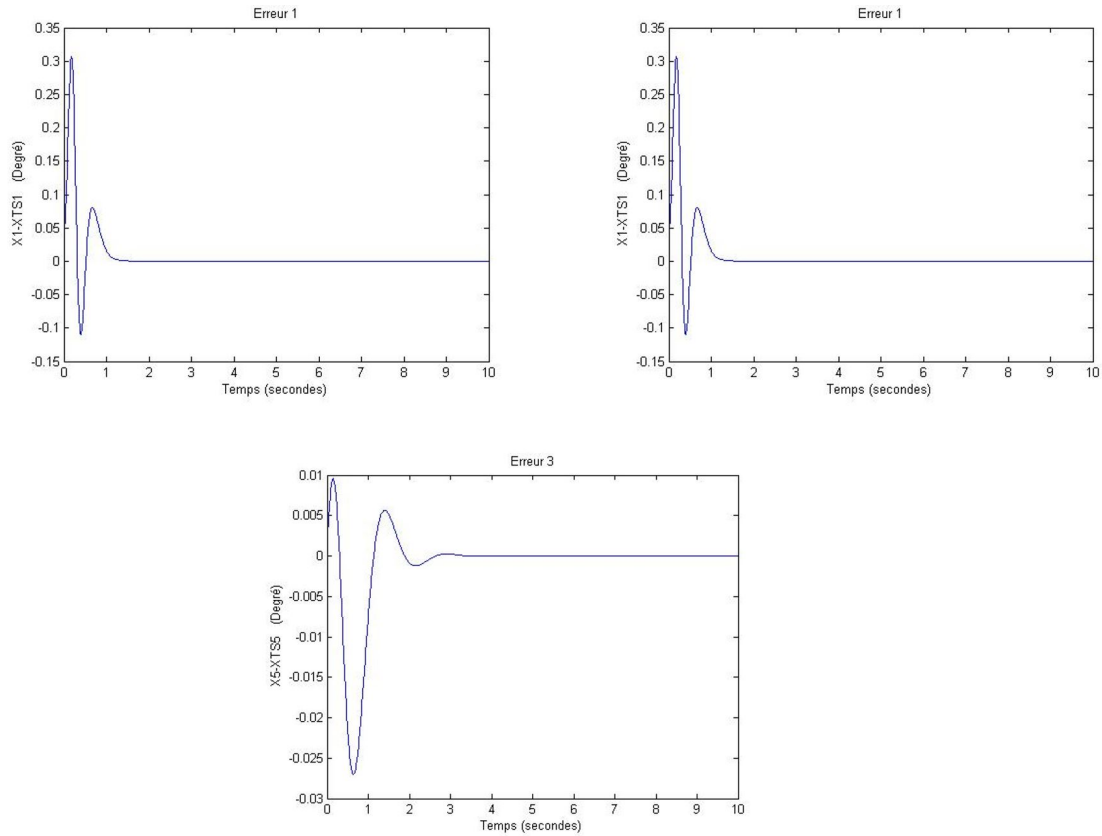 Erreur 1
X1-XTS1 (Degré)
0.35
0.3
0.25
0.2
0.15
0.1
0.05
0
-0.05
-0.1
-0.15
0 1 2 3 4 5 6 7 8 9 10
Temps (secondes)
Erreur 1
X1-XTS1 (Degré)
0.35
0.3
0.25
0.2
0.15
0.1
0.05
0
-0.05
-0.1
-0.15
0 1 2 3 4 5 6 7 8 9 10
Temps (secondes)
Erreur 3
X5-XTS5 (Degré)
0.01
0.005
0
-0.005
-0.01
-0.015
-0.02
-0.025
-0.03
0 1 2 3 4 5 6 7 8 9 10
Temps (secondes)